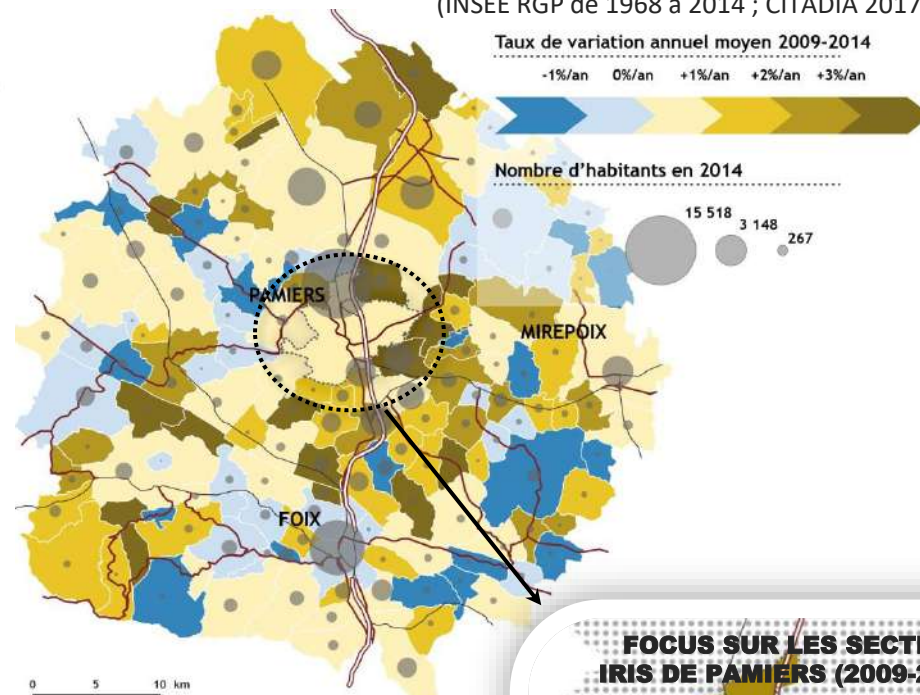 (INSEE RGP de 1968 à 2014 ; CITADIA 2017
Taux de variation annuel moyen 2009-2014
-1%/an 0%/an +1%/an +2%/an +3%/an
Nombre d'habitants en 2014
15 518
3 148
267
PAMIERS
MIREPOIX
FOIX
0 5 10 km
FOCUS SUR LES SECTI
IRIS DE PAMIERS (2009-2